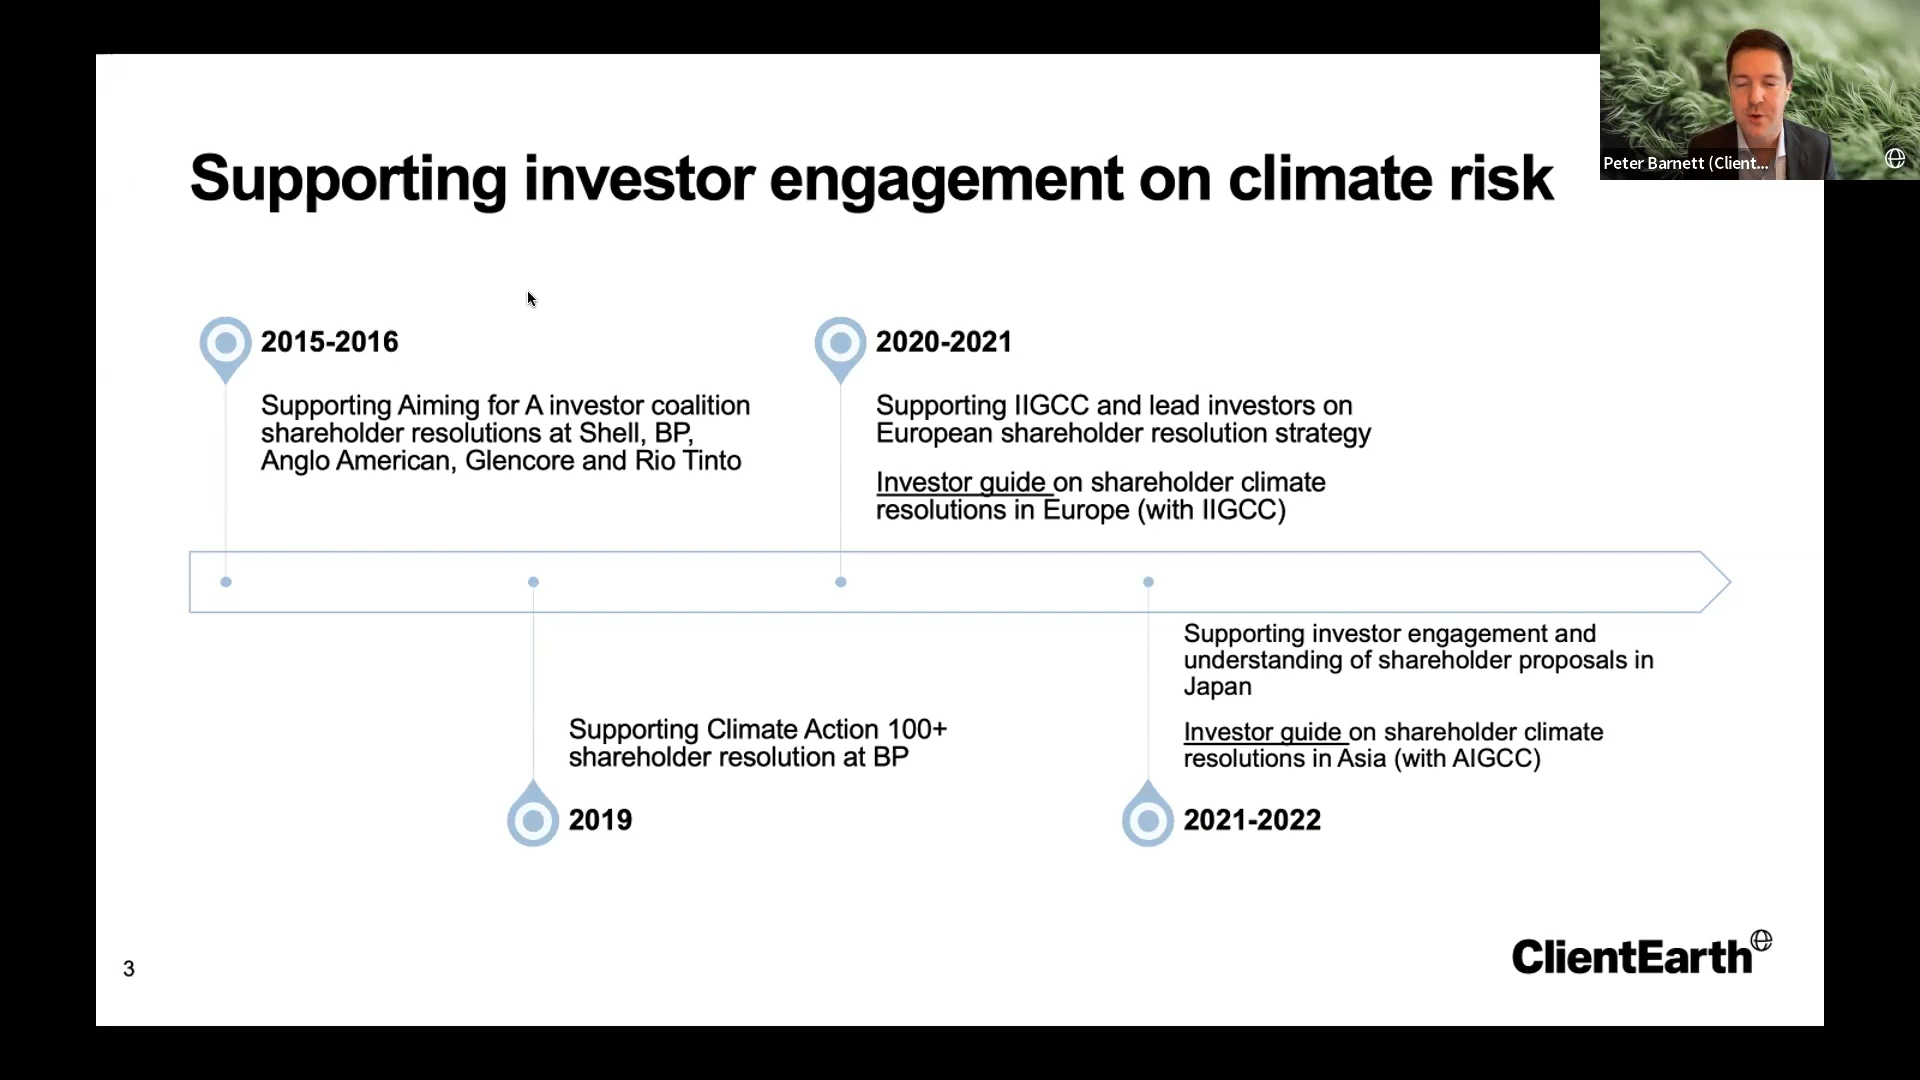 Supporting investor engagement on climate risk
Peter Barnett (Client...
2015-2016
Supporting Aiming for A investor coalition
shareholder resolutions at Shell, BP,
Anglo American, Glencore and Rio Tinto
2020-2021
Supporting IIGCC and lead investors on
European shareholder resolution strategy
Investor guide on shareholder climate
resolutions in Europe (with IIGCC)
Supporting Climate Action 100+
shareholder resolution at BP
2019
Supporting investor engagement and
understanding of shareholder proposals in
Japan
Investor guide on shareholder climate
resolutions in Asia (with AIGCC)
2021-2022
3
ClientEarth